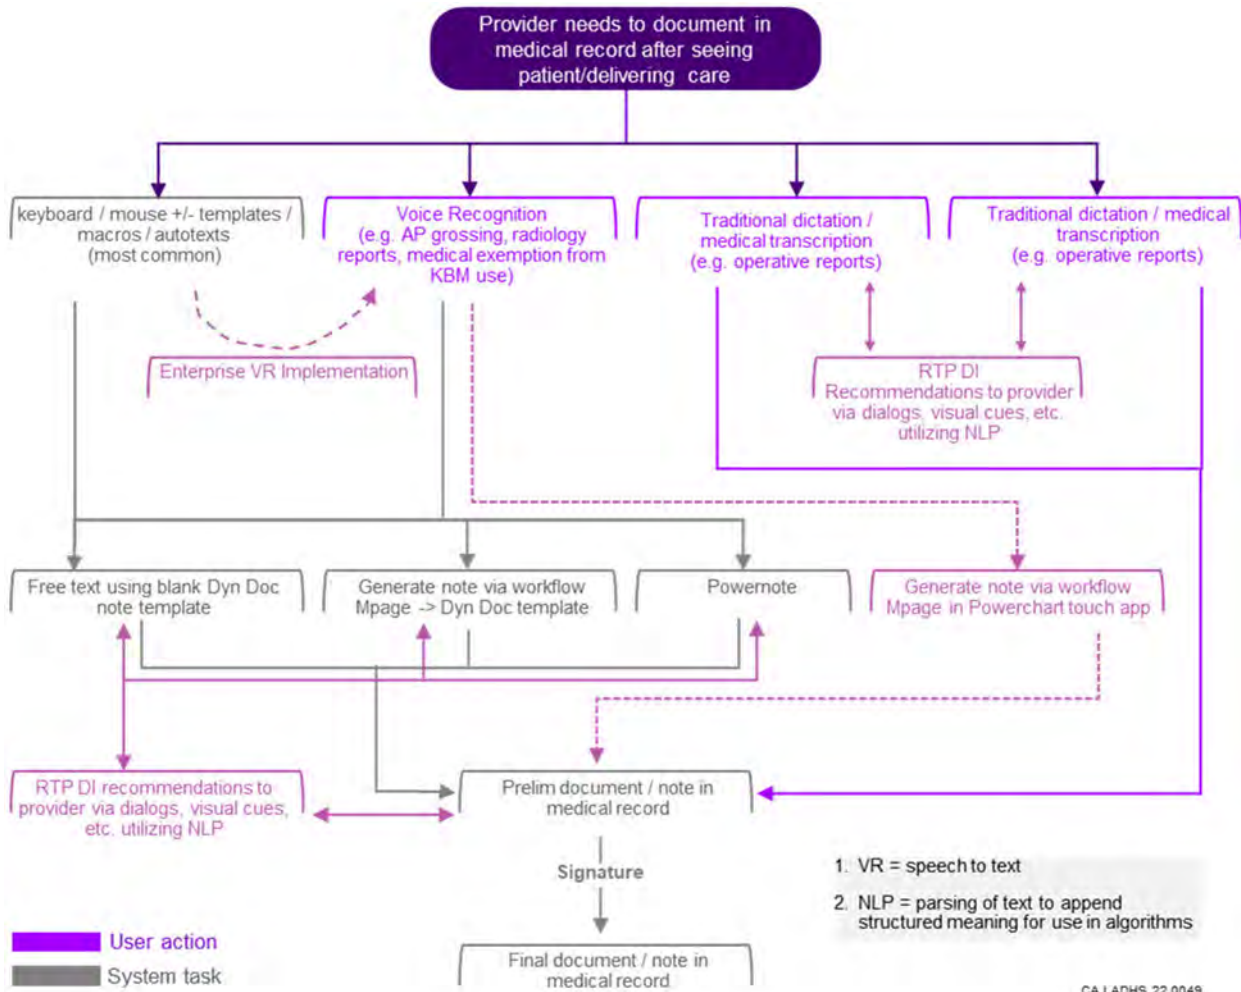 Provider needs to document in
medical record after seeing
patient/delivering care
keyboard / mouse +/- templates /
macros / autotexts
(most common)
Voice Recognition
(e.g. AP grossing, radiology
reports, medical exemption from
KBM use)
Traditional dictation /
medical transcription
(e.g. operative reports)
Traditional dictation / medical
transcription
(e.g. operative reports)
Enterprise VR Implementation
RTP DI
Recommendations to provider
via dialogs, visual cues, etc.
utilizing NLP
Free text using blank Dyn Doc
note template
Generate note via workflow
Mpage -> Dyn Doc template
Powernote
Generate note via workflow
Mpage in Powerchart touch app
RTP DI recommendations to
provider via dialogs, visual cues,
etc. utilizing NLP
Prelim document / note in
medical record
Signature
Final document / note in
medical record
1. VR = speech to text
2. NLP = parsing of text to append
structured meaning for use in algorithms
User action
System task
CA LADHS_22.0049